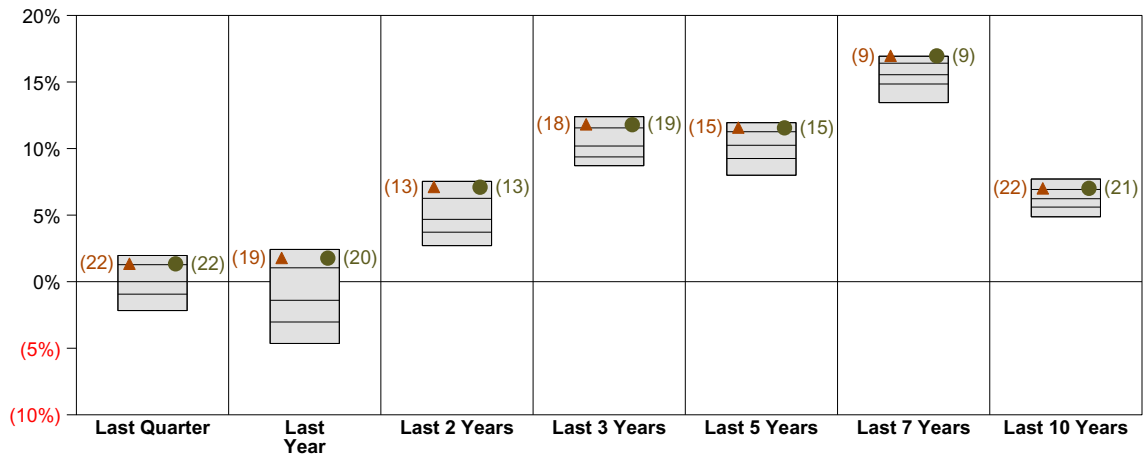 20%
15%
10%
5%
0%
(5%)
(10%)
(22) (22)
(19) (20)
(13) (13)
(18) (19)
(15) (15)
(9) (9)
(22) (21)
Last Quarter
Last
Year
Last 2 Years
Last 3 Years
Last 5 Years
Last 7 Years
Last 10 Years